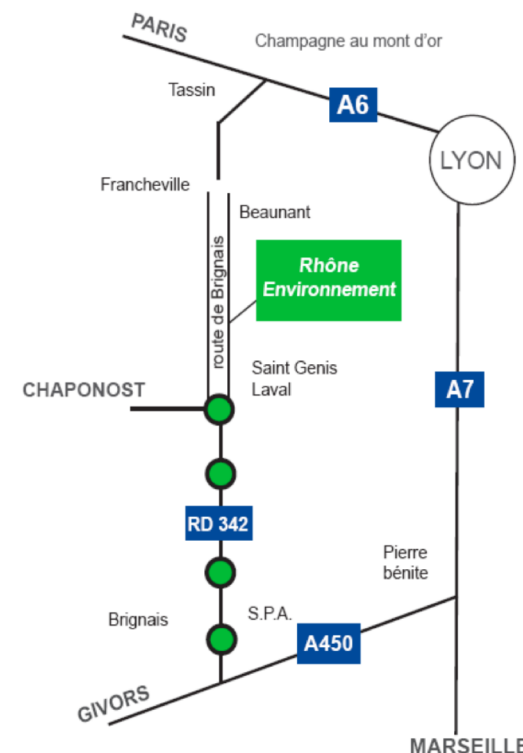 PARIS
Champagne au mont d'or
Tassin
A6
LYON
Francheville
Beaunant
route de Brignais
Rhône
Environnement
Saint Genis
Laval
CHAPONOST
A7
RD 342
Pierre
bénite
Brignais
S.P.A.
A450
GIVORS
MARSEILLE